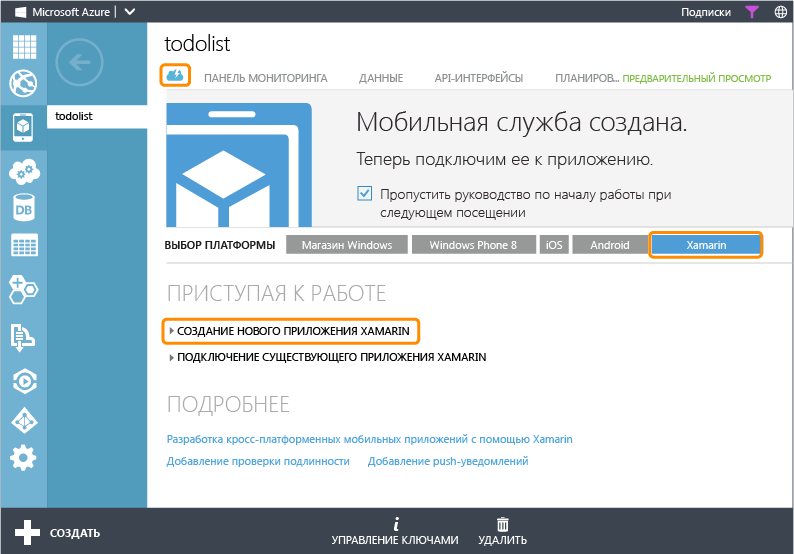 Microsoft Azure
Подписки
todolist
ПАНЕЛЬ МОНИТОРИНГА ДАННЫЕ API-ИНТЕРФЕЙСЫ ПЛАНИРОВ... ПРЕДВАРИТЕЛЬНЫЙ ПРОСМОТР
todolist
DB
Мобильная служба создана.
Теперь подключим ее к приложению.
Пропустить руководство по началу работы при
следующем посещении
ВЫБОР ПЛАТФОРМЫ Магазин Windows Windows Phone 8 iOS Android Xamarin
ПРИСТУПАЯ К РАБОТЕ
СОЗДАНИЕ НОВОГО ПРИЛОЖЕНИЯ XAMARIN
ПОДКЛЮЧЕНИЕ СУЩЕСТВУЮЩЕГО ПРИЛОЖЕНИЯ XAMARIN
ПОДРОБНЕЕ
Разработка кросс-платформенных мобильных приложений с помощью Xamarin
Добавление проверки подлинности Добавление push-уведомлений
СОЗДАТЬ
УПРАВЛЕНИЕ КЛЮЧАМИ
УДАЛИТЬ